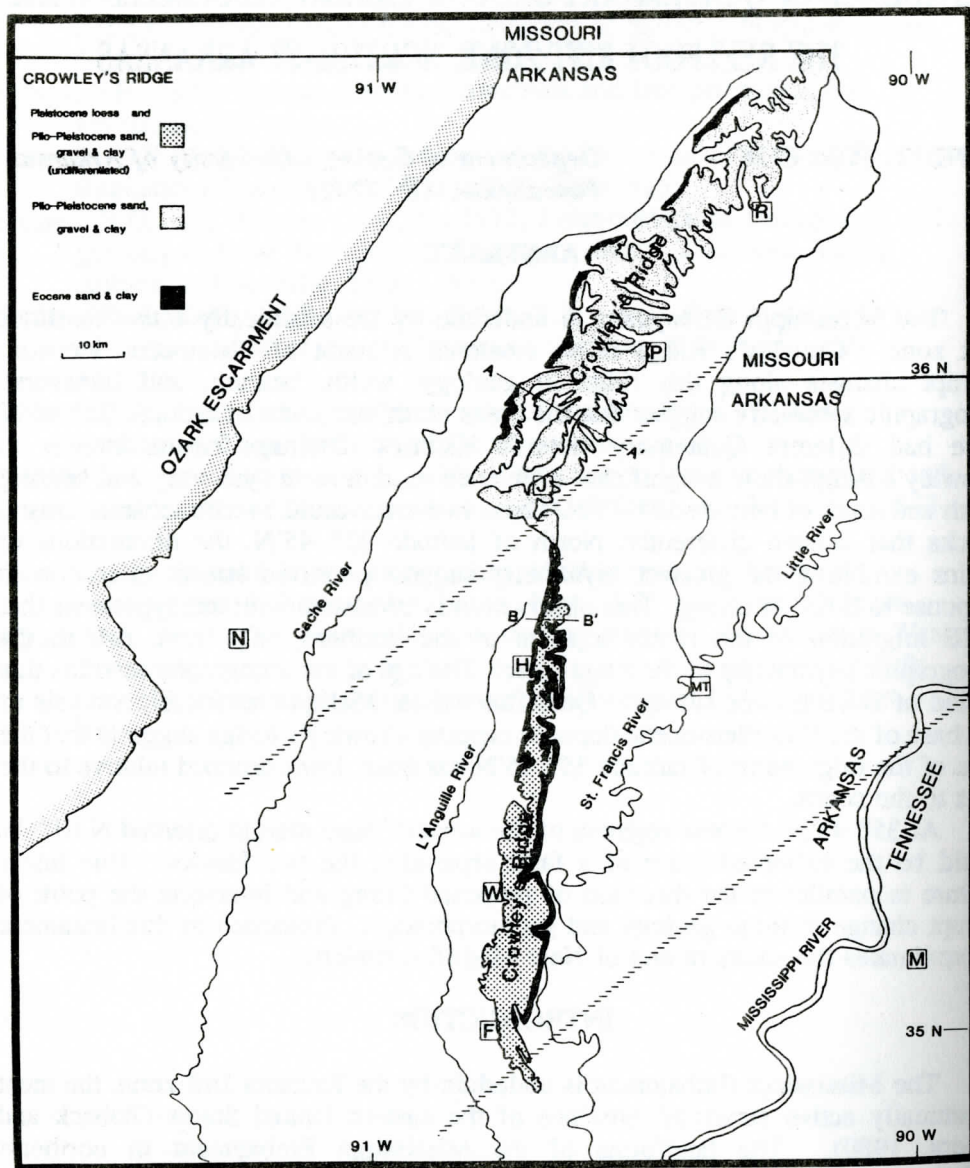 MISSOURI
ARKANSAS
91 W
90 W
CROWLEY'S RIDGE
Pleistocene loess and
Plio-Pleistocene sand,
gravel & clay
(undifferentiated)
Plio-Pleistocene sand,
gravel & clay
Eocene sand & clay
10 km
OZARK ESCARPMENT
Crowley's Ridge
R
P
MISSOURI
36 N
ARKANSAS
A
A'
J
Cache River
Little River
N
B
B'
H
MT
St. Francis River
L'Anguille River
ARKANSAS
TENNESSEE
W
Crowley's Ridge
MISSISSIPPI RIVER
M
F
35 N
91 W
90 W